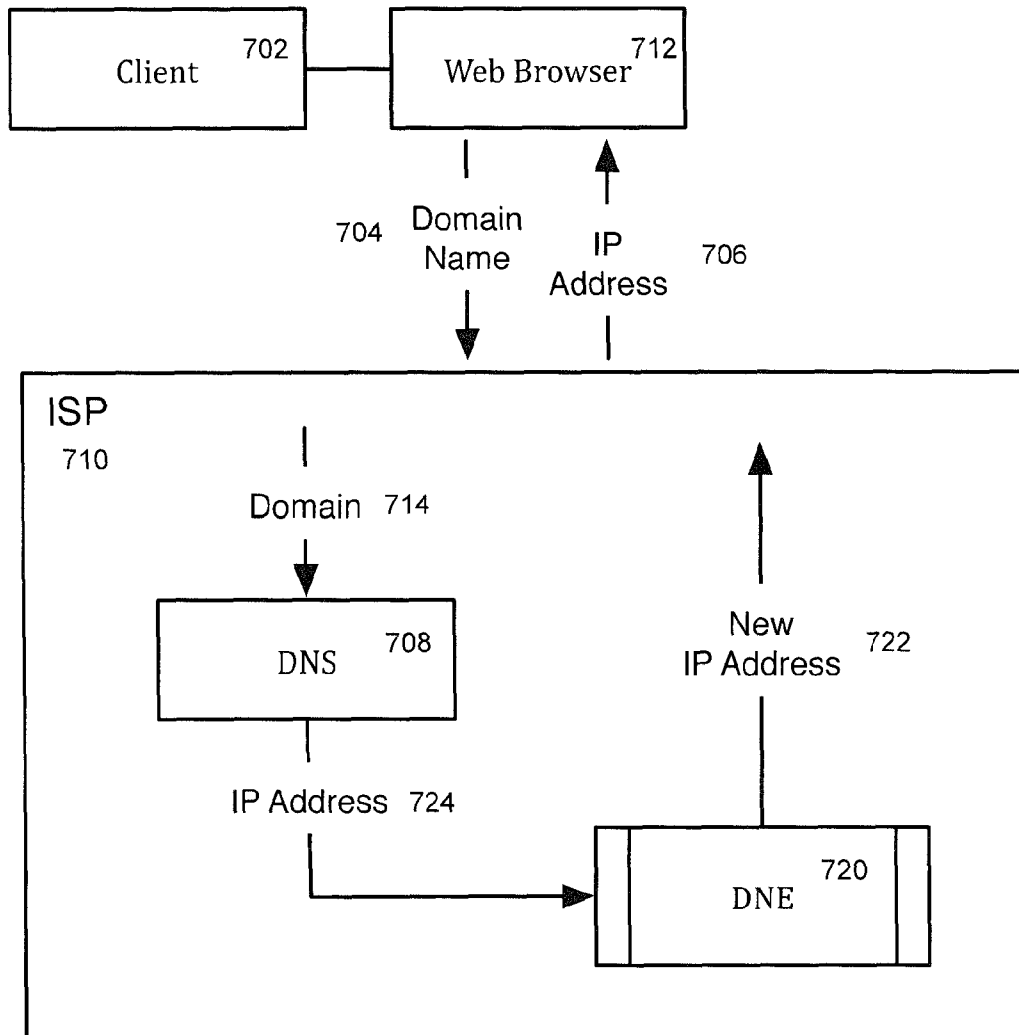 702
Client
712
Web Browser
704
Domain
Name
IP
Address
706
ISP
710
Domain 714
708
DNS
New
IP Address
722
IP Address 724
720
DNE